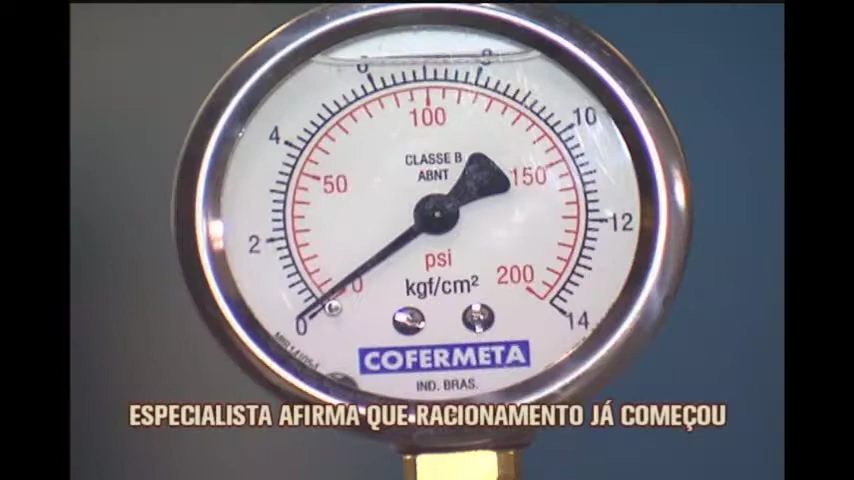 6
8
100
4
10
CLASSE B
ABNT
50
150
2
12
psi
0
200
kgf/cm²
0
14
COFERMETA
IND. BRAS.
ESPECIALISTA AFIRMA QUE RACIONAMENTO JÁ COMEÇOU